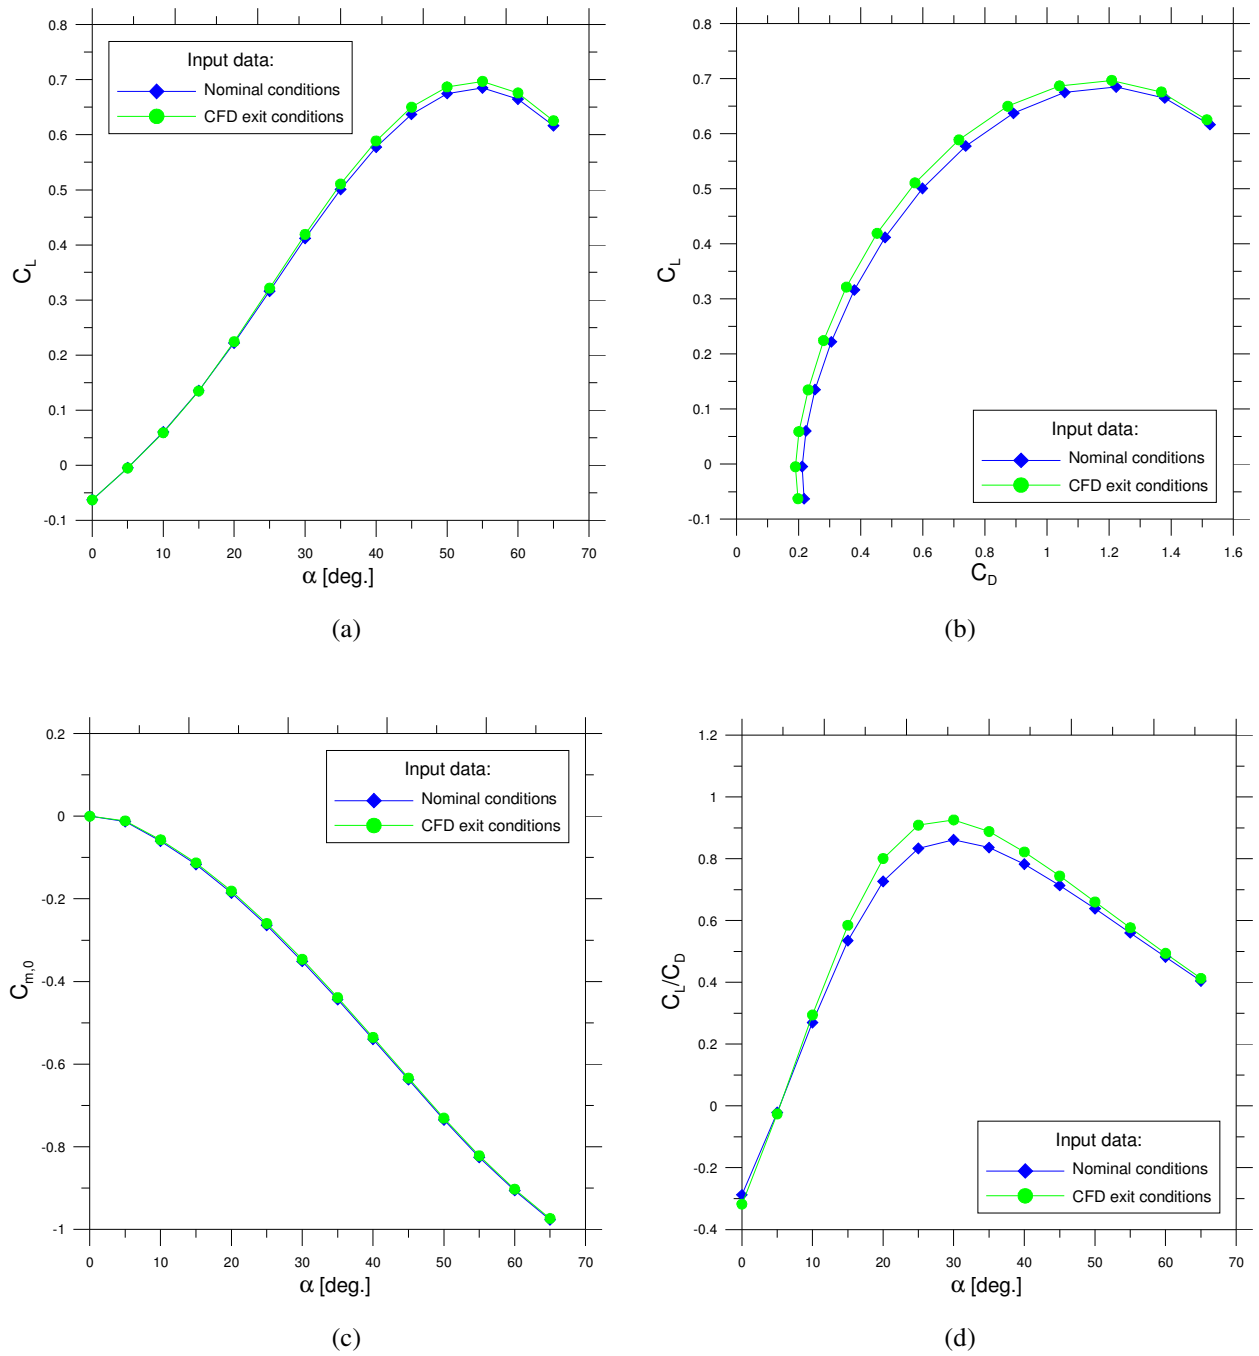 0.8
0.7
0.6
0.5
0.4
0.3
0.2
0.1
0
-0.1
C_L
Input data:
Nominal conditions
CFD exit conditions
0 10 20 30 40 50 60 70
α [deg.]
(a)
0.8
0.7
0.6
0.5
0.4
0.3
0.2
0.1
0
-0.1
C_L
Input data:
Nominal conditions
CFD exit conditions
0 0.2 0.4 0.6 0.8 1 1.2 1.4 1.6
C_D
(b)
0.2
0
-0.2
-0.4
-0.6
-0.8
-1
C_m,0
Input data:
Nominal conditions
CFD exit conditions
0 10 20 30 40 50 60 70
α [deg.]
(c)
1.2
1
0.8
0.6
0.4
0.2
0
-0.2
-0.4
C_L/C_D
Input data:
Nominal conditions
CFD exit conditions
0 10 20 30 40 50 60 70
α [deg.]
(d)